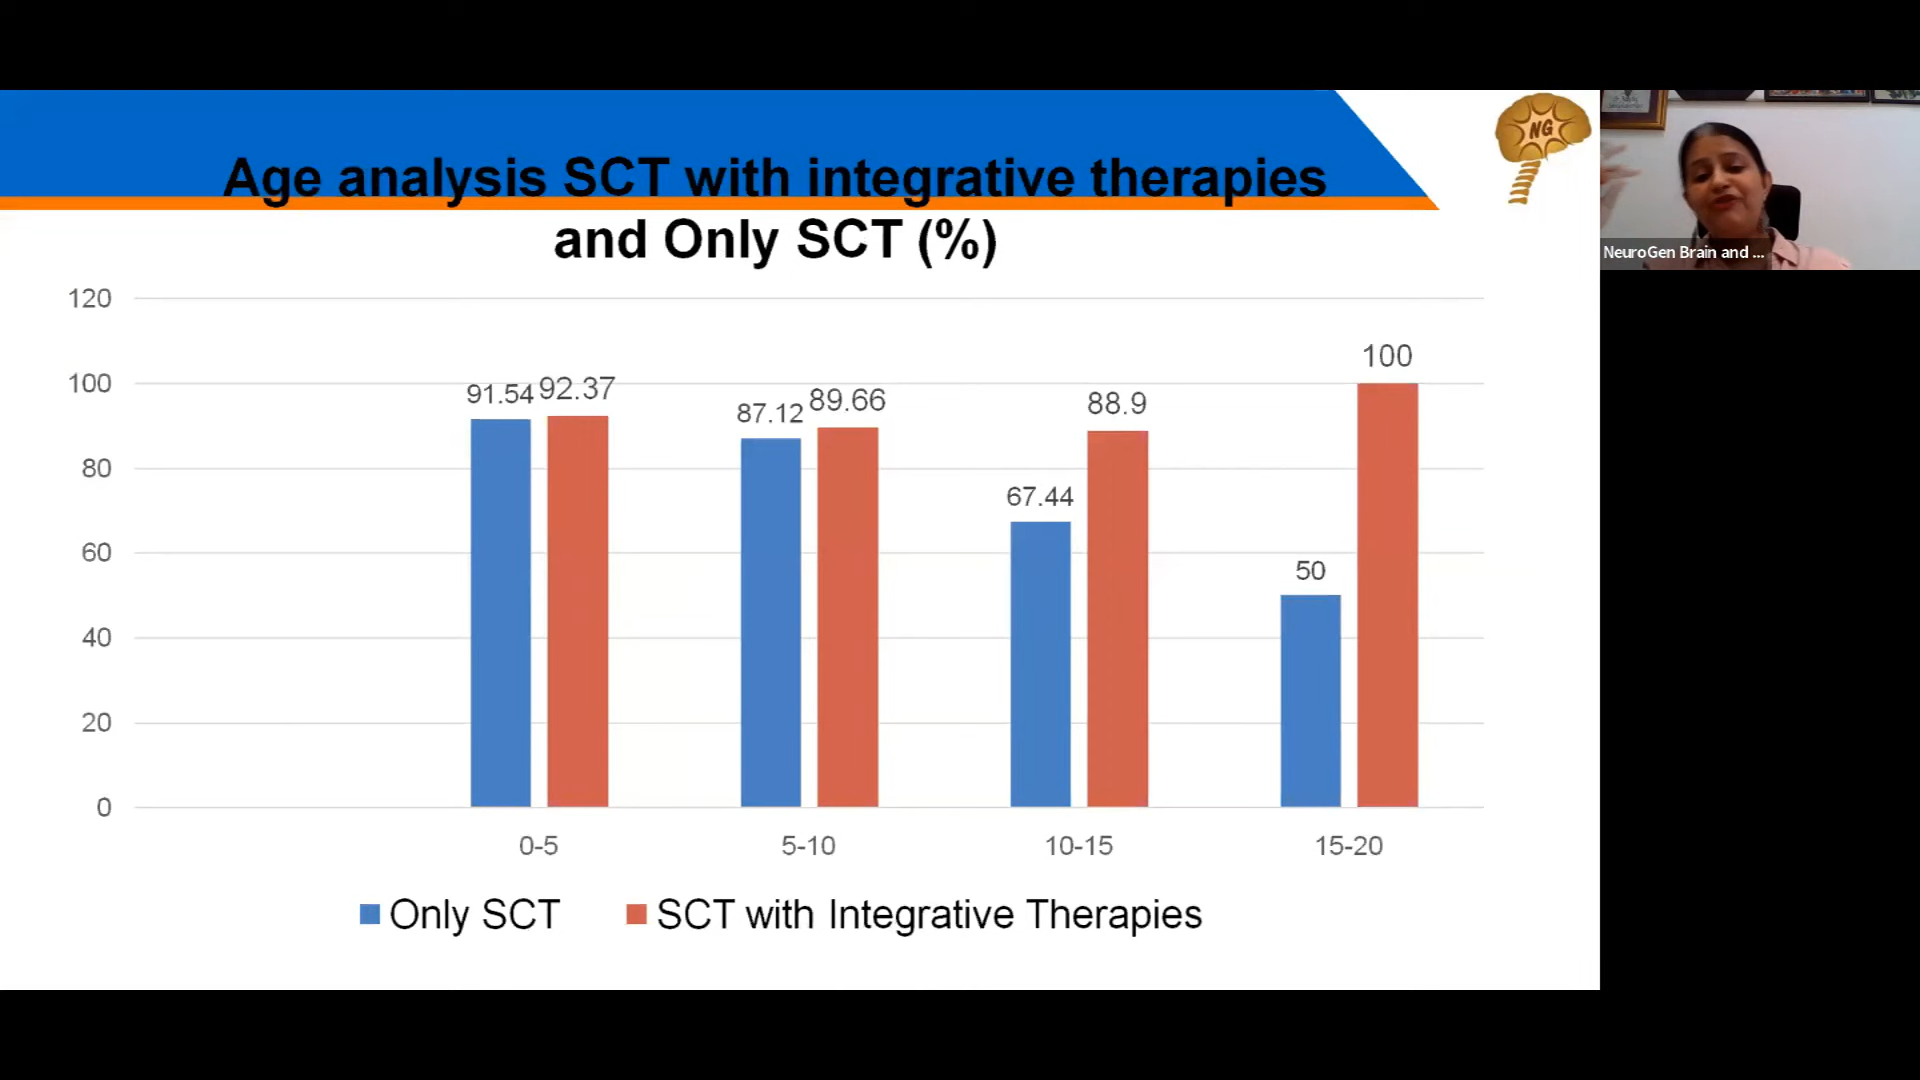 Age analysis SCT with integrative therapies
and Only SCT (%)
NG
NeuroGen Brain and ...
120
100
80
60
40
20
0
91.54 92.37
87.12 89.66
67.44 88.9
50 100
0-5 5-10 10-15 15-20
Only SCT SCT with Integrative Therapies